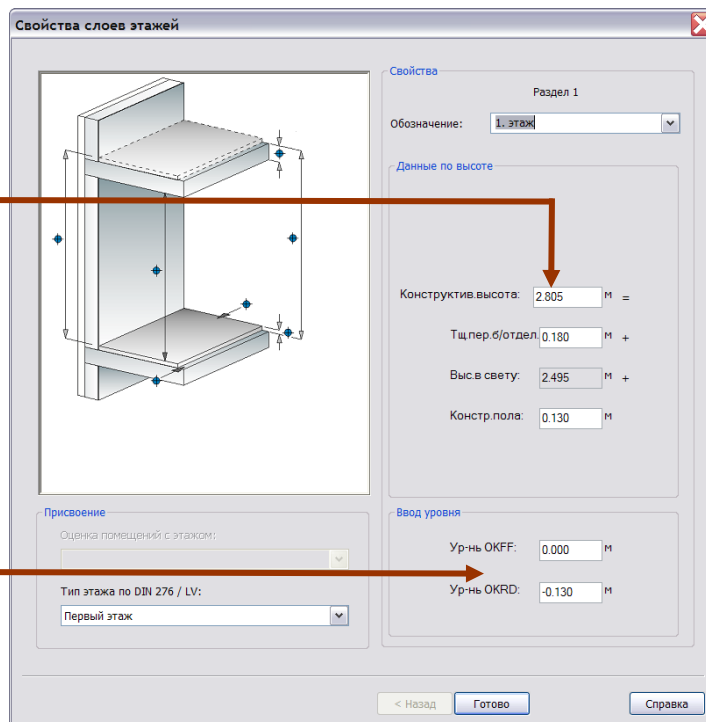 Свойства слоев этажей
Свойства
Раздел 1
Обозначение: 1. этаж
Данные по высоте
Конструктив.высота: 2.805 м =
Тщ.пер.б/отдел. 0.180 м +
Выс.в свету: 2.495 м +
Констр.пола: 0.130 м
Присвоение
Оценка помещений с этажом:
Тип этажа по DIN 276 / LV:
Первый этаж
Ввод уровня
Ур-нь OKFF: 0.000 м
Ур-нь OKRD: -0.130 м
< Назад Готово Справка